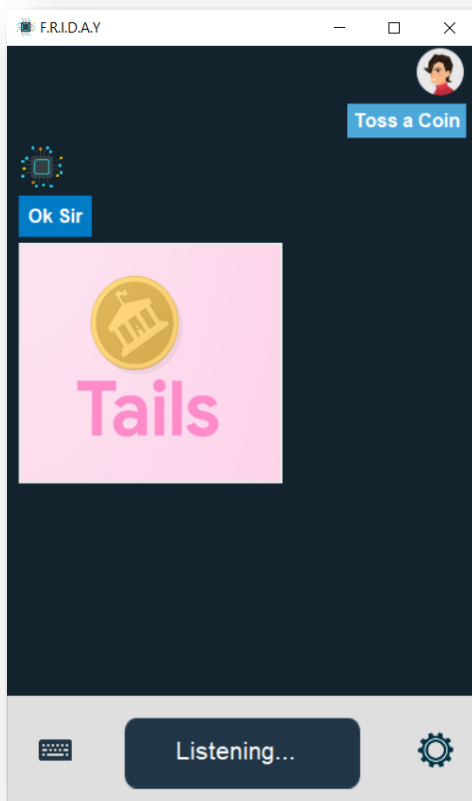 F.R.I.D.A.Y
Toss a Coin
Ok Sir
Tails
Listening...